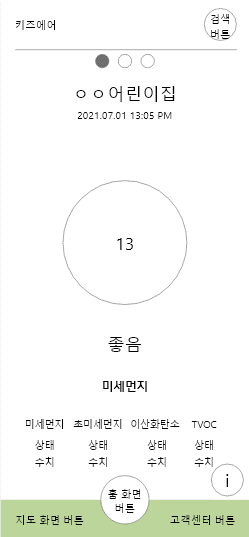 키즈에어
검색
버튼
ㅇㅇ어린이집
2021.07.01 13:05 PM
13
좋음
미세먼지
미세먼지 초미세먼지 이산화탄소 TVOC
상태 상태 상태 상태
수치 수치 수치 수치
i
홈 화면
버튼
지도 화면 버튼 고객센터 버튼